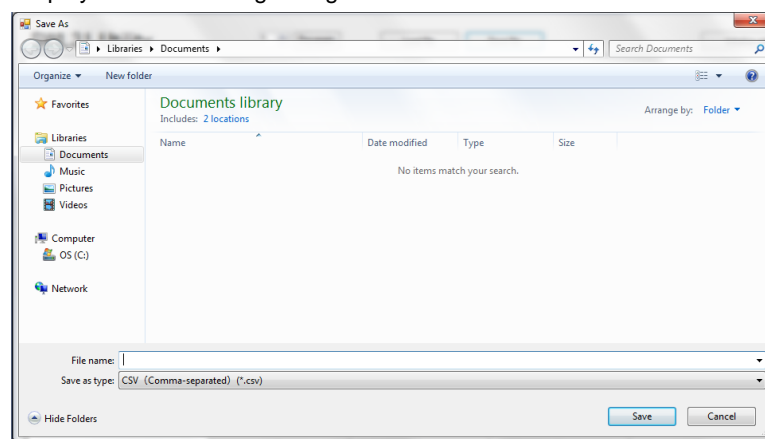 Save As
Libraries Documents
Search Documents
Organize New folder
Favorites
Libraries
Documents
Music
Pictures
Videos
Computer
OS (C:)
Network
Documents library
Includes: 2 locations
Arrange by: Folder
Name Date modified Type Size
No items match your search.
File name:
Save as type: CSV (Comma-separated) (*.csv)
Hide Folders
Save Cancel